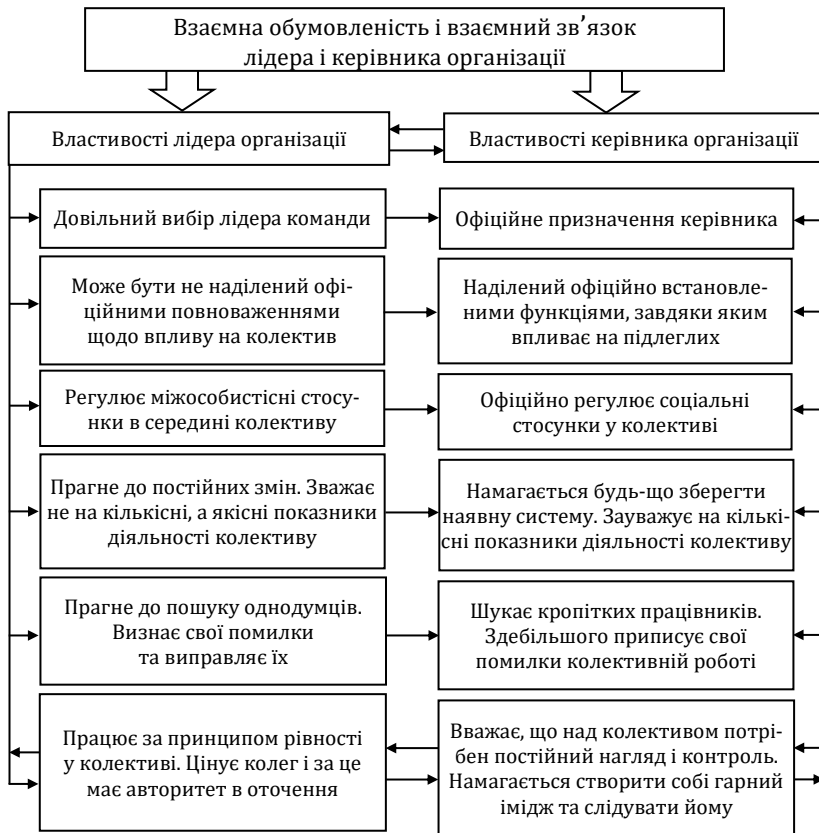 Взаємна обумовленість і взаємний зв’язок
лідера і керівника організації
Властивості лідера організації
Властивості керівника організації
Довільний вибір лідера команди
Офіційне призначення керівника
Може бути не наділений офі-
ційними повноваженнями
щодо впливу на колектив
Наділений офіційно встановле-
ними функціями, завдяки яким
впливає на підлеглих
Регулює міжособистісні стосу-
нки в середині колективу
Офіційно регулює соціальні
стосунки у колективі
Прагне до постійних змін. Зважає
не на кількісні, а якісні показники
діяльності колективу
Намагається будь-що зберегти
наявну систему. Зауважує на кількі-
сні показники діяльності колективу
Прагне до пошуку однодумців.
Визнає свої помилки
та виправляє їх
Шукає кропітких працівників.
Здебільшого приписує свої
помилки колективній роботі
Працює за принципом рівності
у колективі. Цінує колег і за це
має авторитет в оточення
Вважає, що над колективом потрі-
бен постійний нагляд і контроль.
Намагається створити собі гарний
імідж та слідувати йому